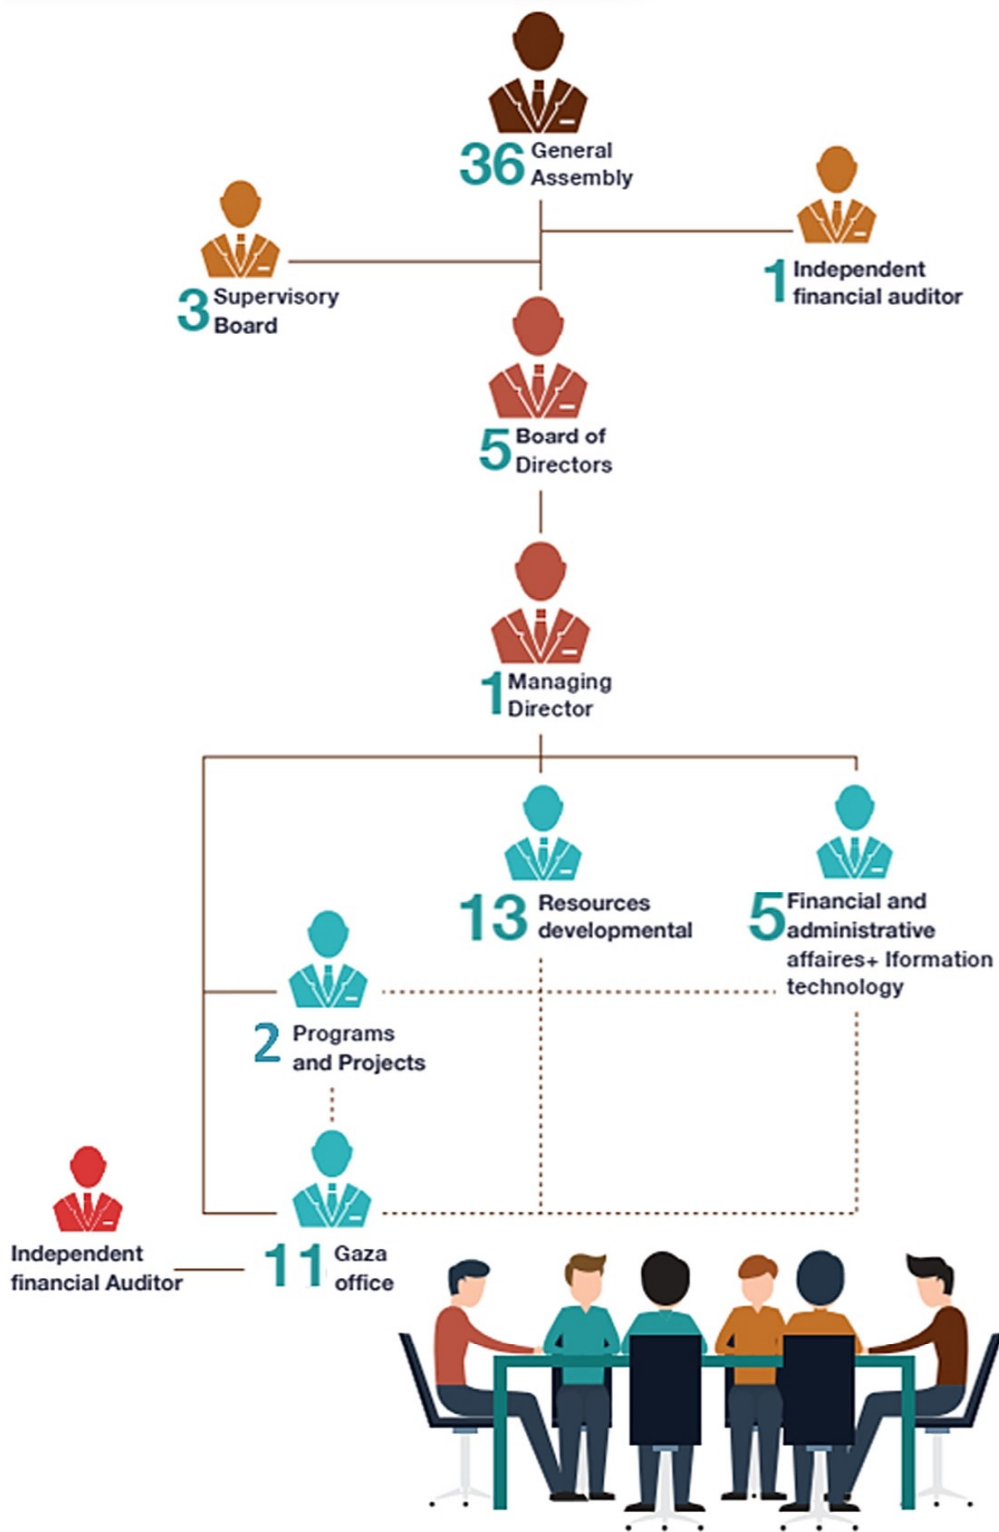 36 General
Assembly
3 Supervisory
Board
1 Independent
financial auditor
5 Board of
Directors
1 Managing
Director
13 Resources
developmental
5 Financial and
administrative
affaires+ Iformation
technology
2 Programs
and Projects
Independent
financial Auditor
11 Gaza
office